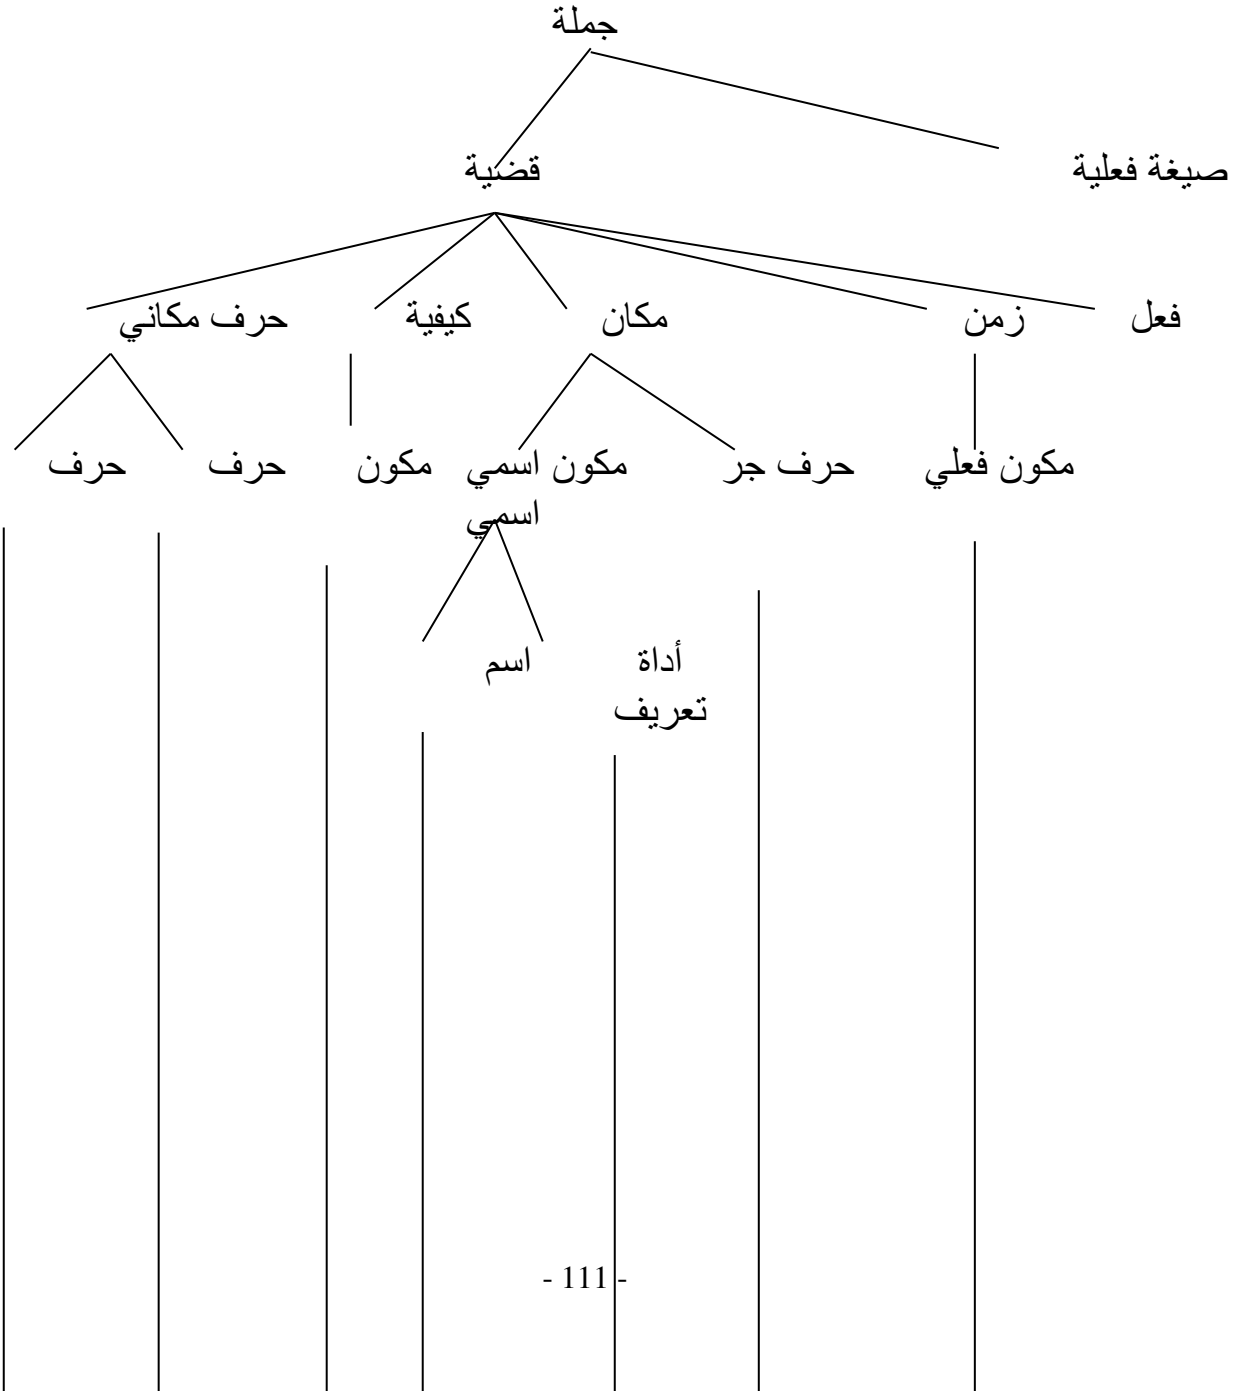 جملة
صيغة فعلية قضية
فعل زمن مكان كيفية حرف مكاني
مكون فعلي حرف جر مكون اسمي مكون حرف حرف
اسمي
أداة اسم
تعريف
- 111 -